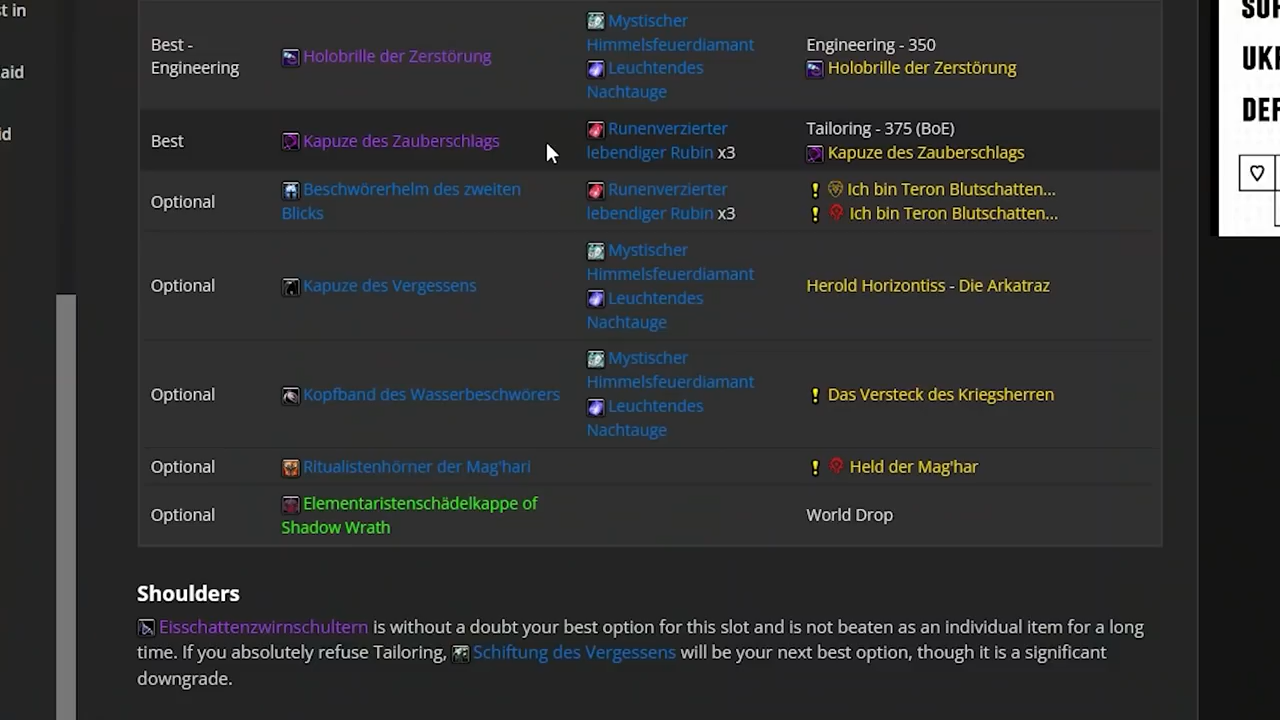 st in
aid
id
Best -
Engineering
Holobrille der Zerstörung
Mystischer
Himmelsfeuerdiamant
Leuchtendes
Nachtauge
Engineering - 350
Holobrille der Zerstörung
Best
Kapuze des Zauberschlags
Runenverzierter
lebendiger Rubin x3
Tailoring - 375 (BoE)
Kapuze des Zauberschlags
Optional
Beschwörerhelm des zweiten
Blicks
Runenverzierter
lebendiger Rubin x3
Ich bin Teron Blutschatten...
Ich bin Teron Blutschatten...
Optional
Kapuze des Vergessens
Mystischer
Himmelsfeuerdiamant
Leuchtendes
Nachtauge
Herold Horizontiss - Die Arkatraz
Optional
Kopfband des Wasserbeschwörers
Mystischer
Himmelsfeuerdiamant
Leuchtendes
Nachtauge
Das Versteck des Kriegsherren
Optional
Ritualistenhörner der Mag'hari
Held der Mag'har
Optional
Elementaristenschädelkappe of
Shadow Wrath
World Drop
Shoulders
Eisschattenzwirnschultern is without a doubt your best option for this slot and is not beaten as an individual item for a long
time. If you absolutely refuse Tailoring, Schiftung des Vergessens will be your next best option, though it is a significant
downgrade.
UKI
DEF